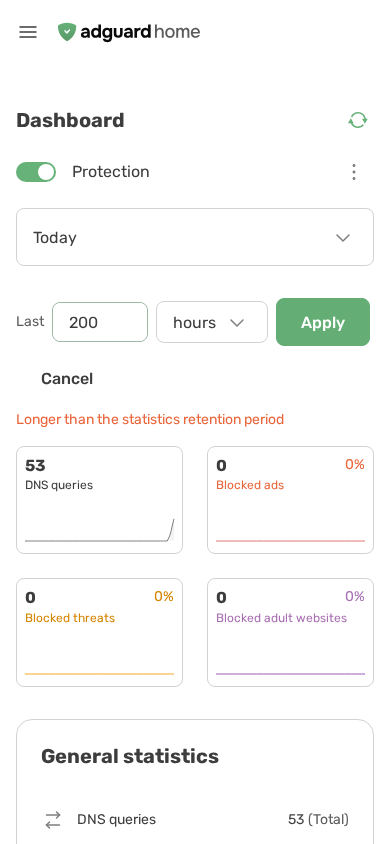 adguard home
Dashboard
Protection
Today
Last 200 hours Apply
Cancel
Longer than the statistics retention period
53
DNS queries
0 0%
Blocked ads
0 0%
Blocked threats
0 0%
Blocked adult websites
General statistics
DNS queries 53 (Total)